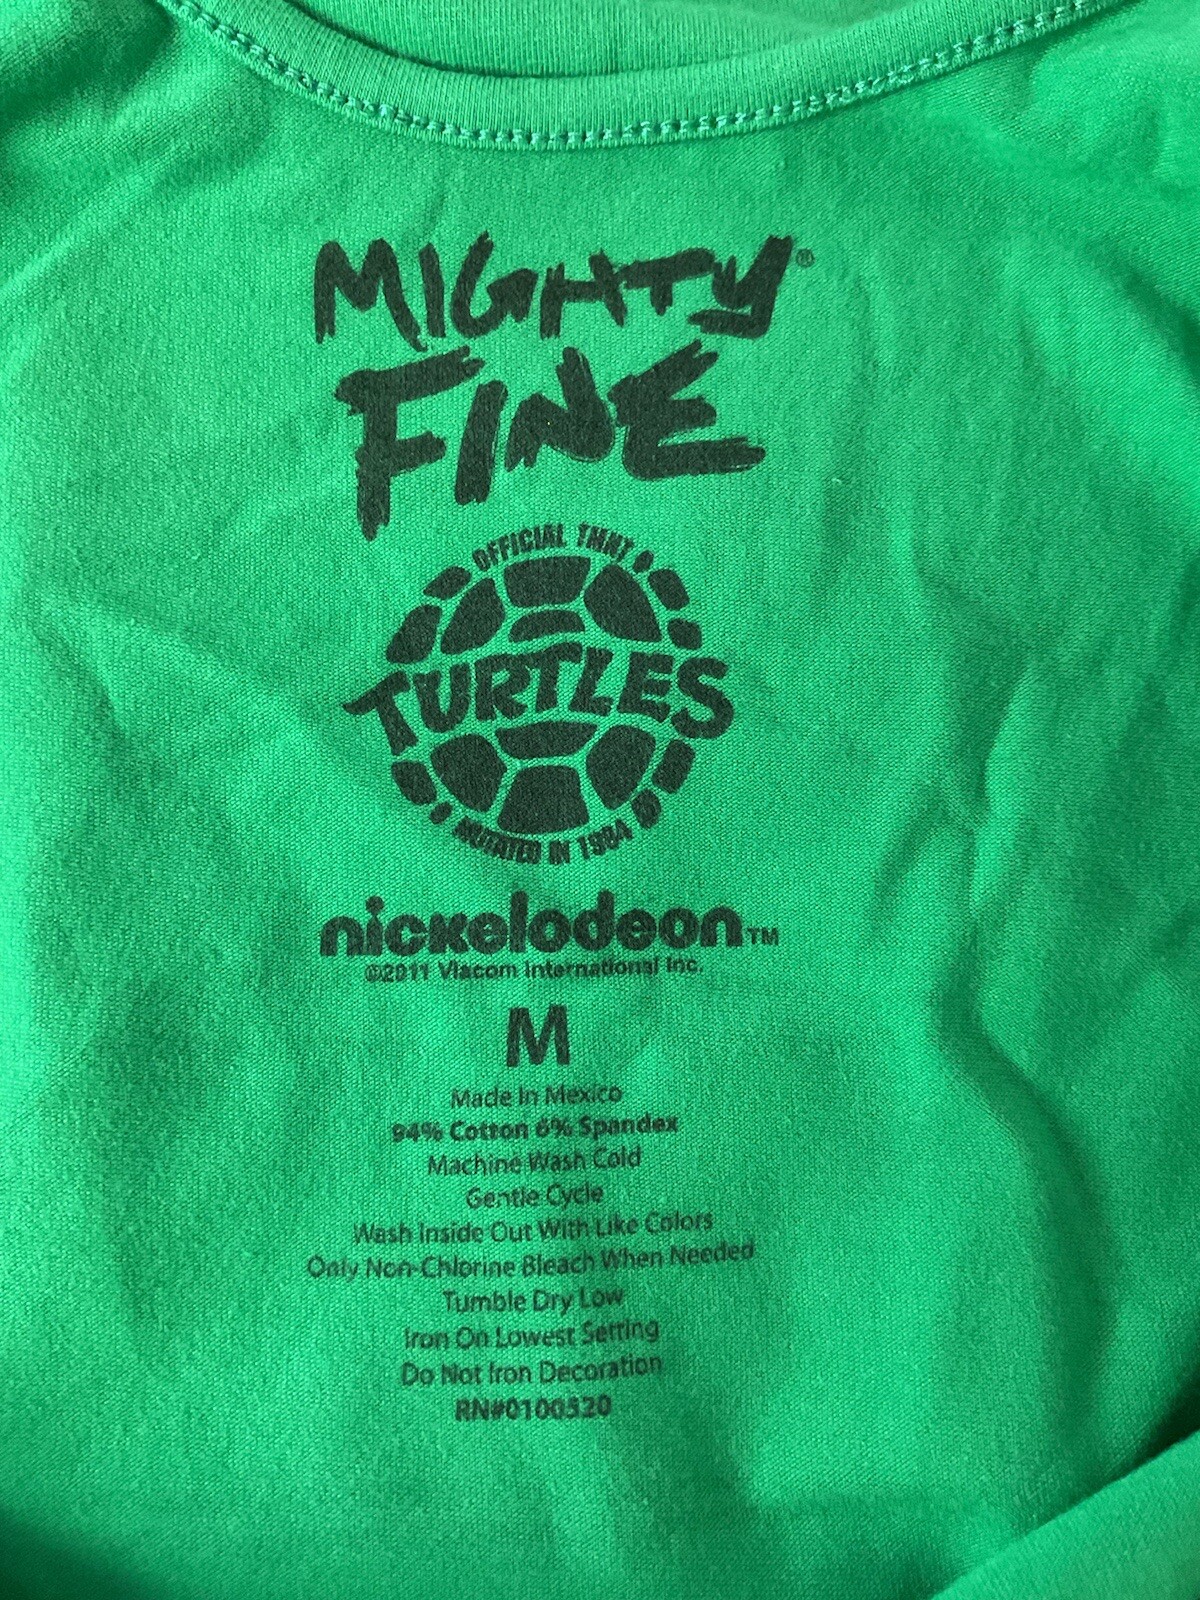 MIGHTY®
FINE
OFFICIAL TMNT
TURTLES
MUTATED IN 1984
nickelodeon™
©2011 Viacom International Inc.
M
Made In Mexico
94% Cotton 6% Spandex
Machine Wash Cold
Gentle Cycle
Wash Inside Out With Like Colors
Only Non-Chlorine Bleach When Needed
Tumble Dry Low
Iron On Lowest Setting
Do Not Iron Decoration
RN#0100520